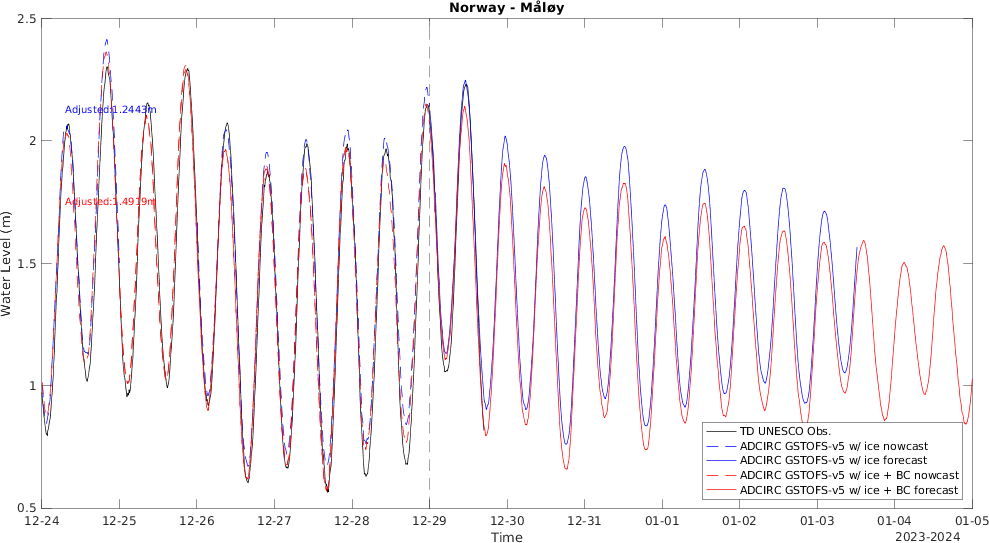 Norway - Måløy
2.5
2
1.5
1
0.5
Water Level (m)
Adjusted:1.2443m
Adjusted:1.4919m
TD UNESCO Obs.
ADCIRC GSTOFS-v5 w/ ice nowcast
ADCIRC GSTOFS-v5 w/ ice forecast
ADCIRC GSTOFS-v5 w/ ice + BC nowcast
ADCIRC GSTOFS-v5 w/ ice + BC forecast
12-24 12-25 12-26 12-27 12-28 12-29 12-30 12-31 01-01 01-02 01-03 01-04 01-05
Time
2023-2024